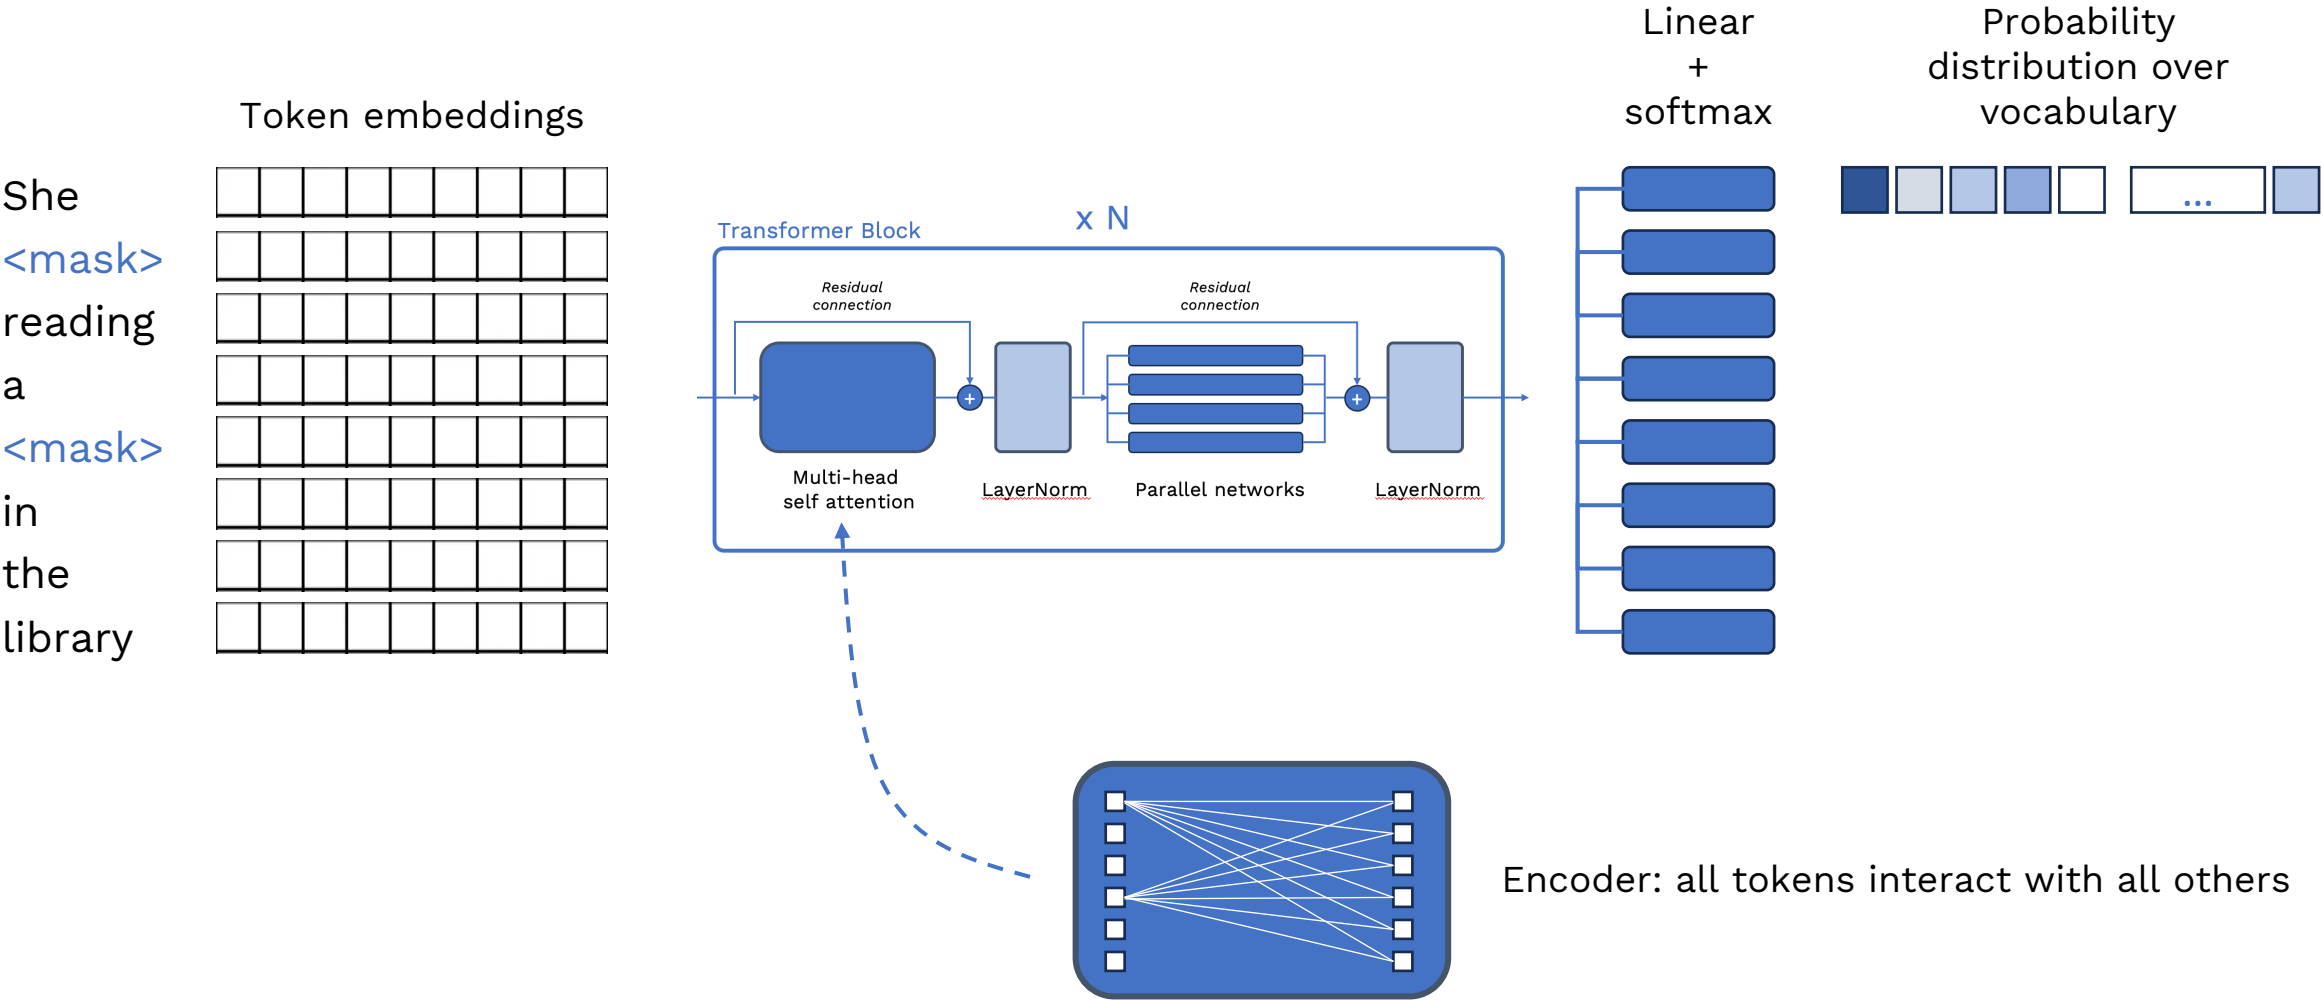 Linear
+
softmax
Probability
distribution over
vocabulary
Token embeddings
She
<mask>
reading
a
<mask>
in
the
library
Transformer Block
x N
Residual
connection
Residual
connection
+
+
Multi-head
self attention
LayerNorm
Parallel networks
LayerNorm
...
Encoder: all tokens interact with all others